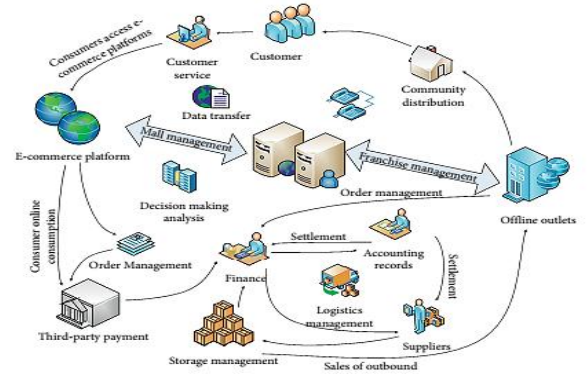 Consumers access e-
commerce platforms
Customer
service
Customer
Community
distribution
Data transfer
E-commerce platform
Mall management
Franchise management
Order management
Offline outlets
Decision making
analysis
Consumer online
consumption
Order Management
Settlement
Accounting
records
Finance
Settlement
Logistics
management
Third-party payment
Suppliers
Storage management
Sales of outbound